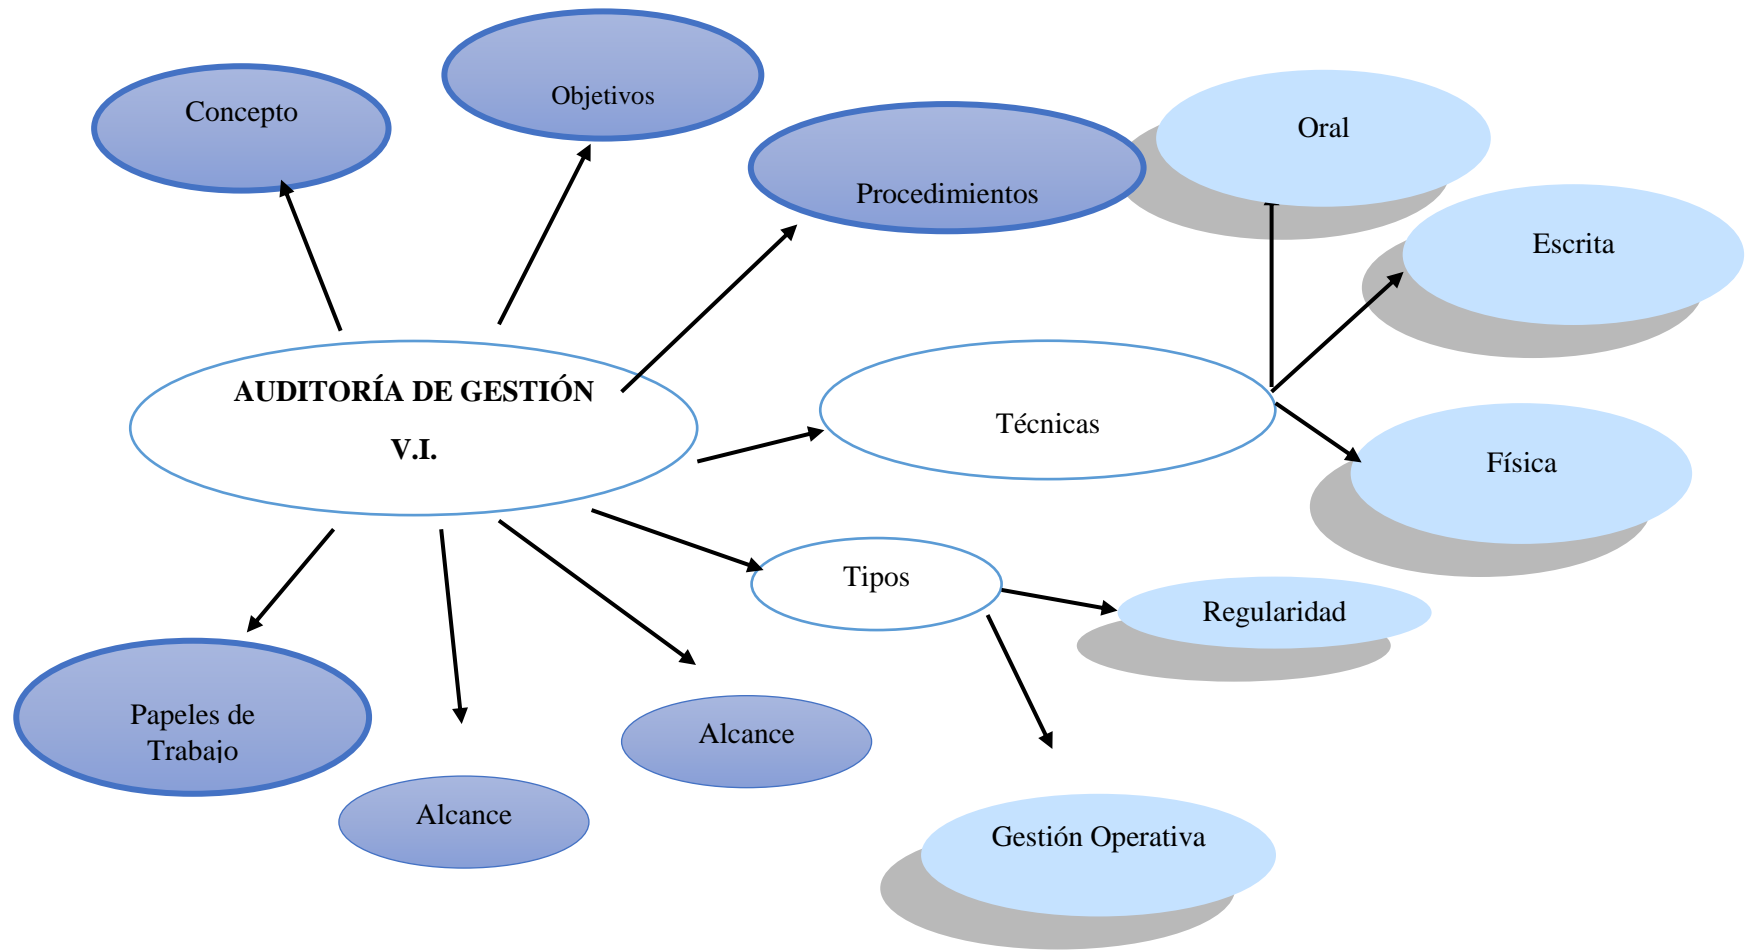 Concepto
Objetivos
Procedimientos
Oral
Escrita
AUDITORÍA DE GESTIÓN
V.I.
Técnicas
Física
Tipos
Regularidad
Papeles de
Trabajo
Alcance
Alcance
Gestión Operativa